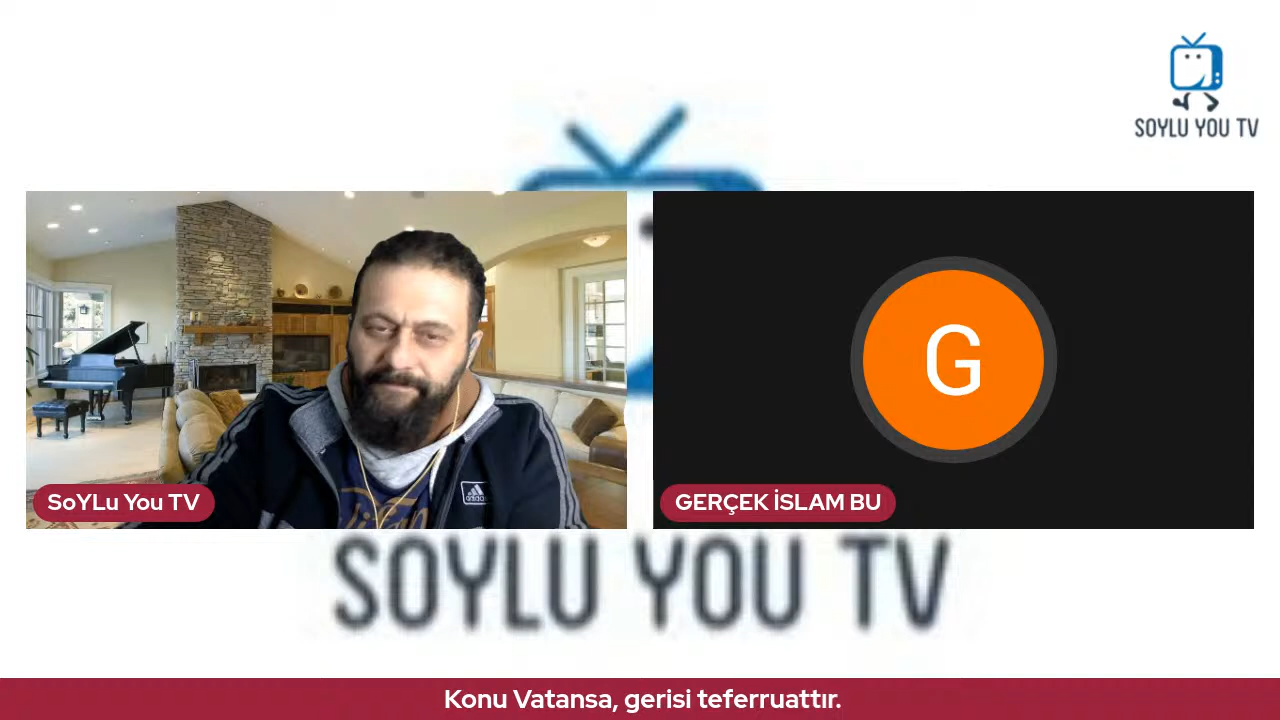 SOYLU YOU TV
G
SoYLu You TV
GERÇEK İSLAM BU
SOYLU YOU TV
Konu Vatansa, gerisi teferruattır.